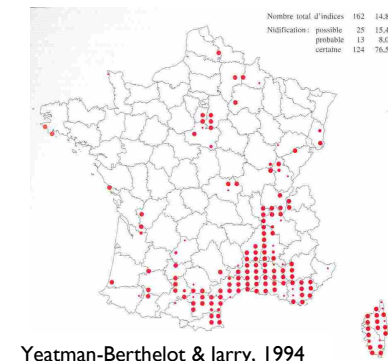 Nombre total d'indices 162 14,8
Nidification : possible 25 15,4
probable 13 8,0
certaine 124 76,5
Yeatman-Berthelot & Jarry, 1994